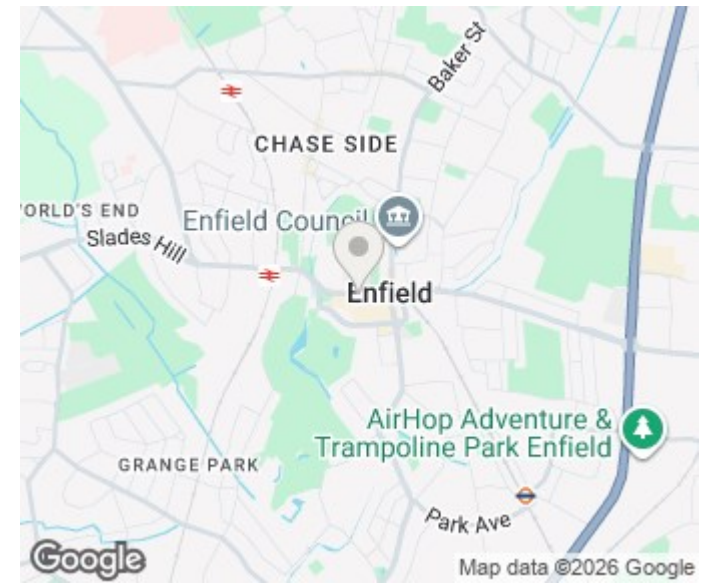 Baker St
CHASE SIDE
ORLD'S END
Enfield Council
Slades Hill
Enfield
AirHop Adventure &
Trampoline Park Enfield
GRANGE PARK
Park Ave
Google
Map data ©2026 Google